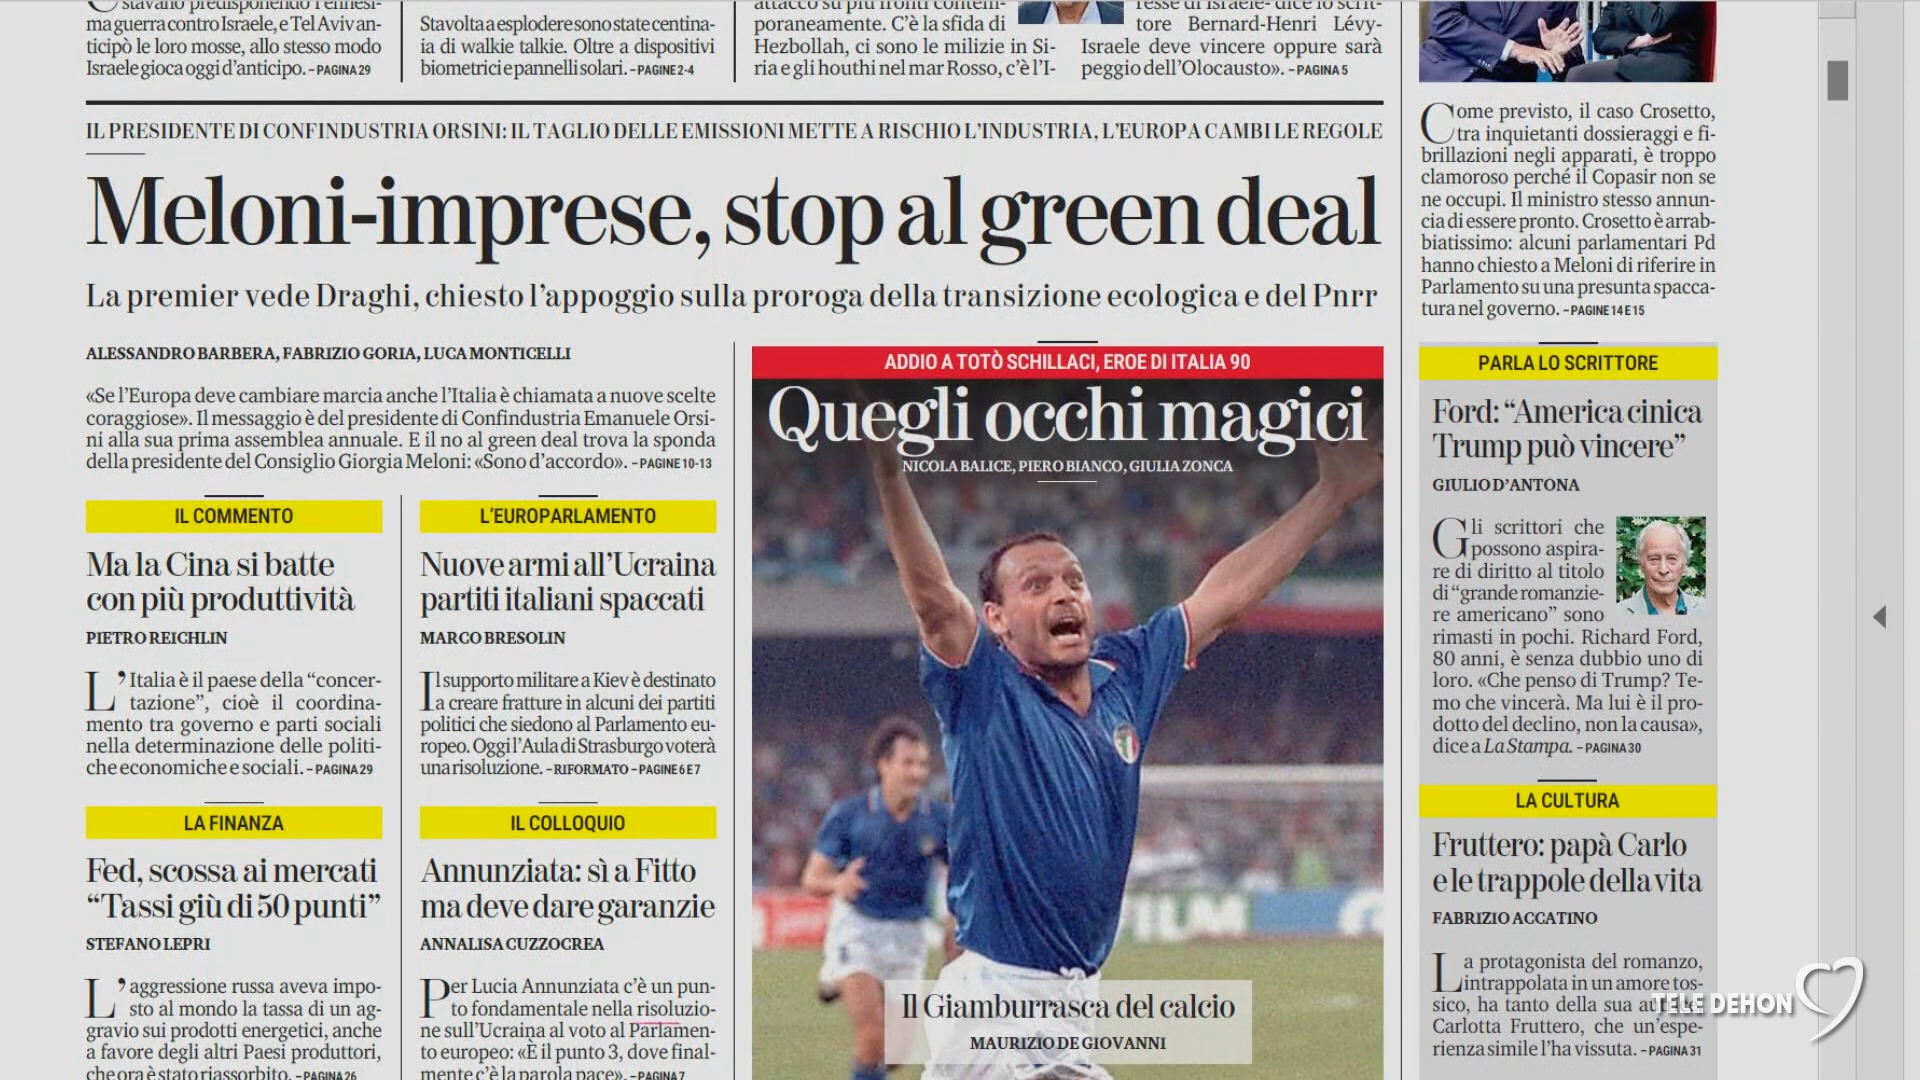 ma guerra contro Israele, e Tel Aviv an-
ticipò le loro mosse, allo stesso modo
Israele gioca oggi d'anticipo. – PAGINA 29
Stavolta a esplodere sono state centina-
ia di walkie talkie. Oltre a dispositivi
biometrici e pannelli solari. – PAGINE 2-4
attacco su più fronti contem-
poraneamente. C'è la sfida di
Hezbollah, ci sono le milizie in Si-
ria e gli houthi nel mar Rosso, c'è l'I-
resse di Israele- dice lo scrit-
tore Bernard-Henri Lévy-
Israele deve vincere oppure sarà
peggio dell'Olocausto». – PAGINA 5
IL PRESIDENTE DI CONFINDUSTRIA ORSINI: IL TAGLIO DELLE EMISSIONI METTE A RISCHIO L'INDUSTRIA, L'EUROPA CAMBI LE REGOLE
Meloni-imprese, stop al green deal
La premier vede Draghi, chiesto l'appoggio sulla proroga della transizione ecologica e del Pnrr
ALESSANDRO BARBERA, FABRIZIO GORIA, LUCA MONTICELLI
«Se l'Europa deve cambiare marcia anche l'Italia è chiamata a nuove scelte
coraggiose». Il messaggio è del presidente di Confindustria Emanuele Orsi-
ni alla sua prima assemblea annuale. E il no al green deal trova la sponda
della presidente del Consiglio Giorgia Meloni: «Sono d'accordo». – PAGINE 10-13
IL COMMENTO
Ma la Cina si batte
con più produttività
PIETRO REICHLIN
L'Italia è il paese della “concer-
tazione”, cioè il coordina-
mento tra governo e parti sociali
nella determinazione delle politi-
che economiche e sociali. – PAGINA 29
L'EUROPARLAMENTO
Nuove armi all'Ucraina
partiti italiani spaccati
MARCO BRESOLIN
Il supporto militare a Kiev è destinato
a creare fratture in alcuni dei partiti
politici che siedono al Parlamento eu-
ropeo. Oggi l'Aula di Strasburgo voterà
una risoluzione. – RIFORMATO – PAGINE 6 E 7
LA FINANZA
Fed, scossa ai mercati
“Tassi giù di 50 punti”
STEFANO LEPRI
L'aggressione russa aveva impo-
sto al mondo la tassa di un ag-
gravio sui prodotti energetici, anche
a favore degli altri Paesi produttori,
che ora è stato riassorbito. – PAGINA 26
IL COLLOQUIO
Annunziata: sì a Fitto
ma deve dare garanzie
ANNALISA CUZZOCREA
Per Lucia Annunziata c'è un pun-
to fondamentale nella risoluzio-
ne sull'Ucraina al voto al Parlamen-
to europeo: «È il punto 3, dove final-
mente c'è la parola pace». – PAGINA 7
ADDIO A TOTÒ SCHILLACI, EROE DI ITALIA 90
Quegli occhi magici
NICOLA BALICE, PIERO BIANCO, GIULIA ZONCA
FILM
Il Giamburrasca del calcio
MAURIZIO DE GIOVANNI
Come previsto, il caso Crosetto,
tra inquietanti dossieraggi e fi-
brillazioni negli apparati, è troppo
clamoroso perché il Copasir non se
ne occupi. Il ministro stesso annun-
cia di essere pronto. Crosetto è arrab-
biatissimo: alcuni parlamentari Pd
hanno chiesto a Meloni di riferire in
Parlamento su una presunta spacca-
tura nel governo. – PAGINE 14 E 15
PARLA LO SCRITTORE
Ford: “America cinica
Trump può vincere”
GIULIO D'ANTONA
Gli scrittori che
possono aspira-
re di diritto al titolo
di “grande romanzie-
re americano” sono
rimasti in pochi. Richard Ford,
80 anni, è senza dubbio uno di
loro. «Che penso di Trump? Te-
mo che vincerà. Ma lui è il pro-
dotto del declino, non la causa»,
dice a La Stampa. – PAGINA 30
LA CULTURA
Fruttero: papà Carlo
e le trappole della vita
FABRIZIO ACCATINO
La protagonista del romanzo,
intrappolata in un amore tos-
sico, ha tanto della sua
Carlotta Fruttero, che un'espe-
rienza simile l'ha vissuta. – PAGINA 31
TELE DEHON